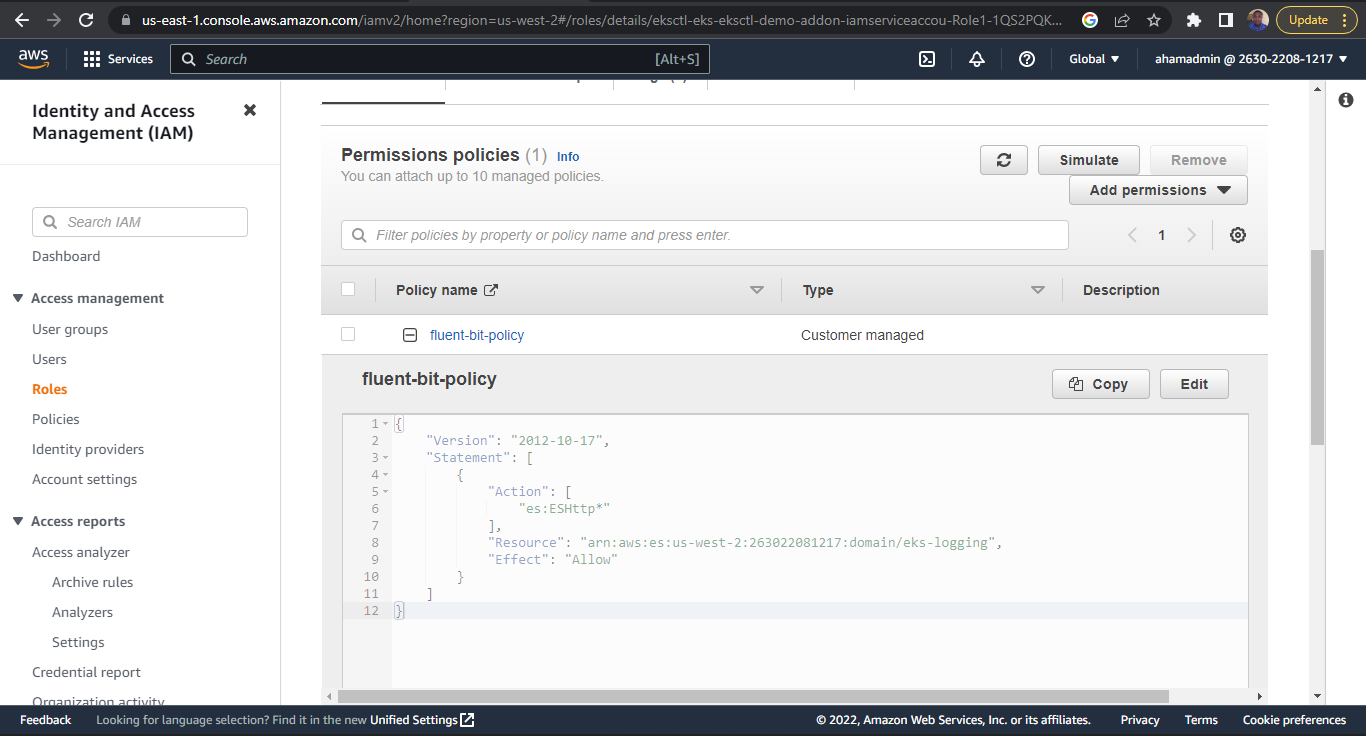 us-east-1.console.aws.amazon.com/iamv2/home?region=us-west-2#/roles/details/eksctl-eks-eksctl-demo-addon-iamserviceaccou-Role1-1QS2PQK...
Update
aws
Services
Search
[Alt+S]
Global
ahamadmin @ 2630-2208-1217
Identity and Access
Management (IAM)
Search IAM
Dashboard
Access management
User groups
Users
Roles
Policies
Identity providers
Account settings
Access reports
Access analyzer
Archive rules
Analyzers
Settings
Credential report
Organization activity
Permissions policies (1) Info
You can attach up to 10 managed policies.
Simulate
Remove
Add permissions
Filter policies by property or policy name and press enter.
1
Policy name
Type
Description
fluent-bit-policy
Customer managed
fluent-bit-policy
Copy
Edit
1 {
2 "Version": "2012-10-17",
3 "Statement": [
4 {
5 "Action": [
6 "es:ESHttp*"
7 ],
8 "Resource": "arn:aws:es:us-west-2:263022081217:domain/eks-logging",
9 "Effect": "Allow"
10 }
11 ]
12 }
Feedback
Looking for language selection? Find it in the new Unified Settings
© 2022, Amazon Web Services, Inc. or its affiliates.
Privacy
Terms
Cookie preferences